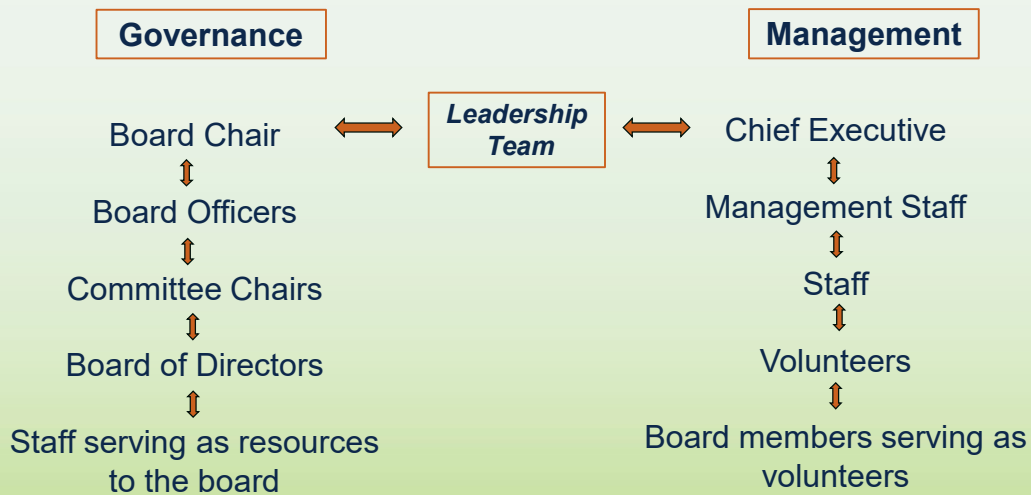 Governance
Management
Leadership
Team
Board Chair
Chief Executive
Board Officers
Management Staff
Committee Chairs
Staff
Board of Directors
Volunteers
Staff serving as resources
to the board
Board members serving as
volunteers